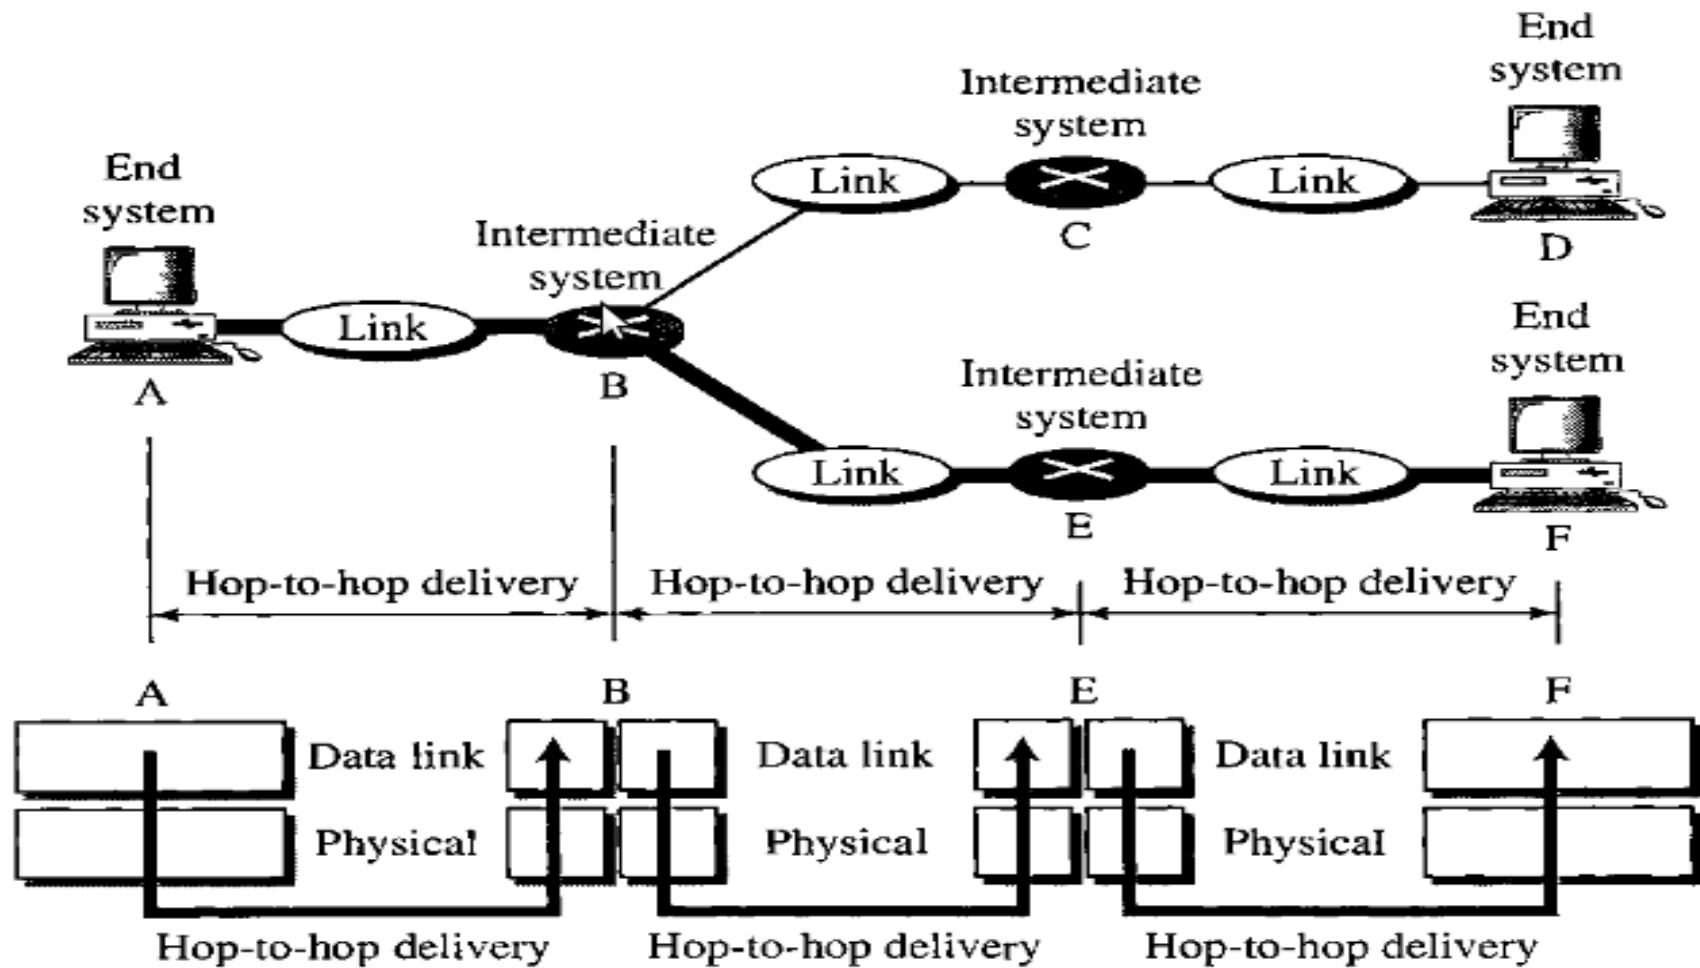 End
system
Intermediate
system
Link
C
Link
D
End
system
A
Link
Intermediate
system
B
Intermediate
system
Link
E
Link
End
system
F
Hop-to-hop delivery
Hop-to-hop delivery
Hop-to-hop delivery
A
B
E
F
Data link
Data link
Data link
Physical
Physical
Physical
Hop-to-hop delivery
Hop-to-hop delivery
Hop-to-hop delivery